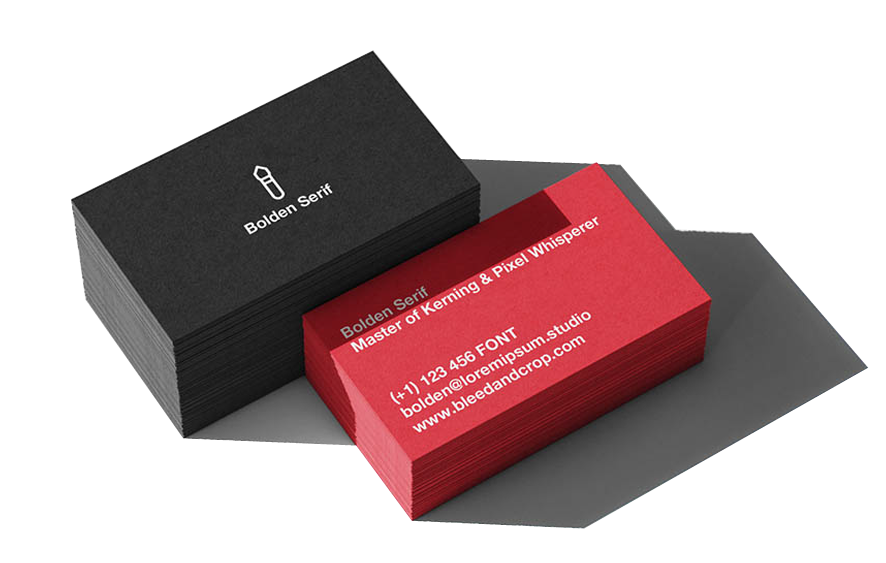 Bolden Serif
Bolden Serif
Master of Kerning & Pixel Whisperer
(+1) 123 456 FONT
bolden@loremipsum.studio
www.bleedandcrop.com